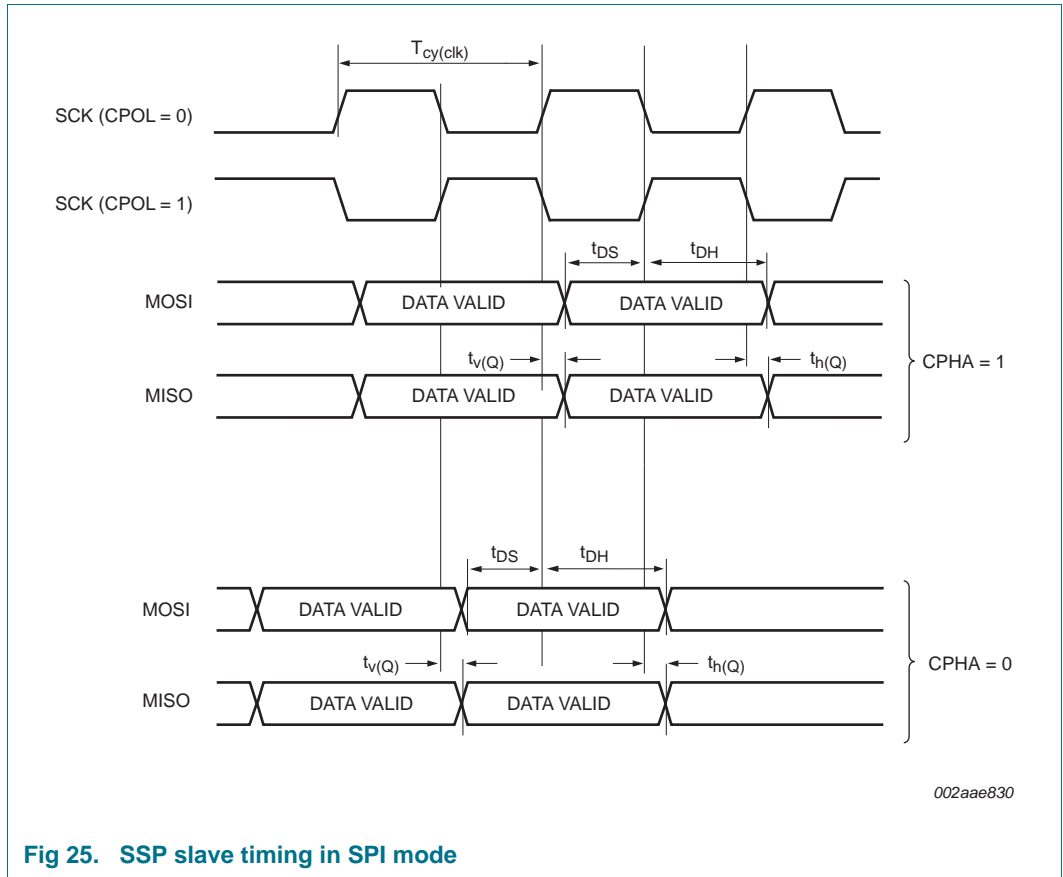 Tcy(clk)
SCK (CPOL = 0)
SCK (CPOL = 1)
tDS tDH
MOSI DATA VALID DATA VALID
tv(Q) th(Q)
CPHA = 1
MISO DATA VALID DATA VALID
tDS tDH
MOSI DATA VALID DATA VALID
tv(Q) th(Q)
CPHA = 0
MISO DATA VALID DATA VALID
002aae830
Fig 25. SSP slave timing in SPI mode